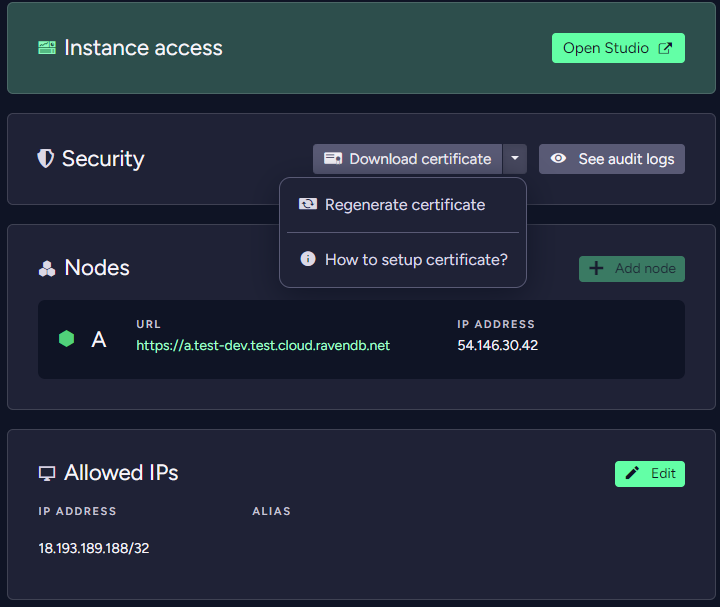 Instance access
Open Studio
Security
Download certificate
See audit logs
Regenerate certificate
How to setup certificate?
Nodes
Add node
A
URL
IP ADDRESS
https://a.test-dev.test.cloud.ravendb.net
54.146.30.42
Allowed IPs
Edit
IP ADDRESS
ALIAS
18.193.189.188/32